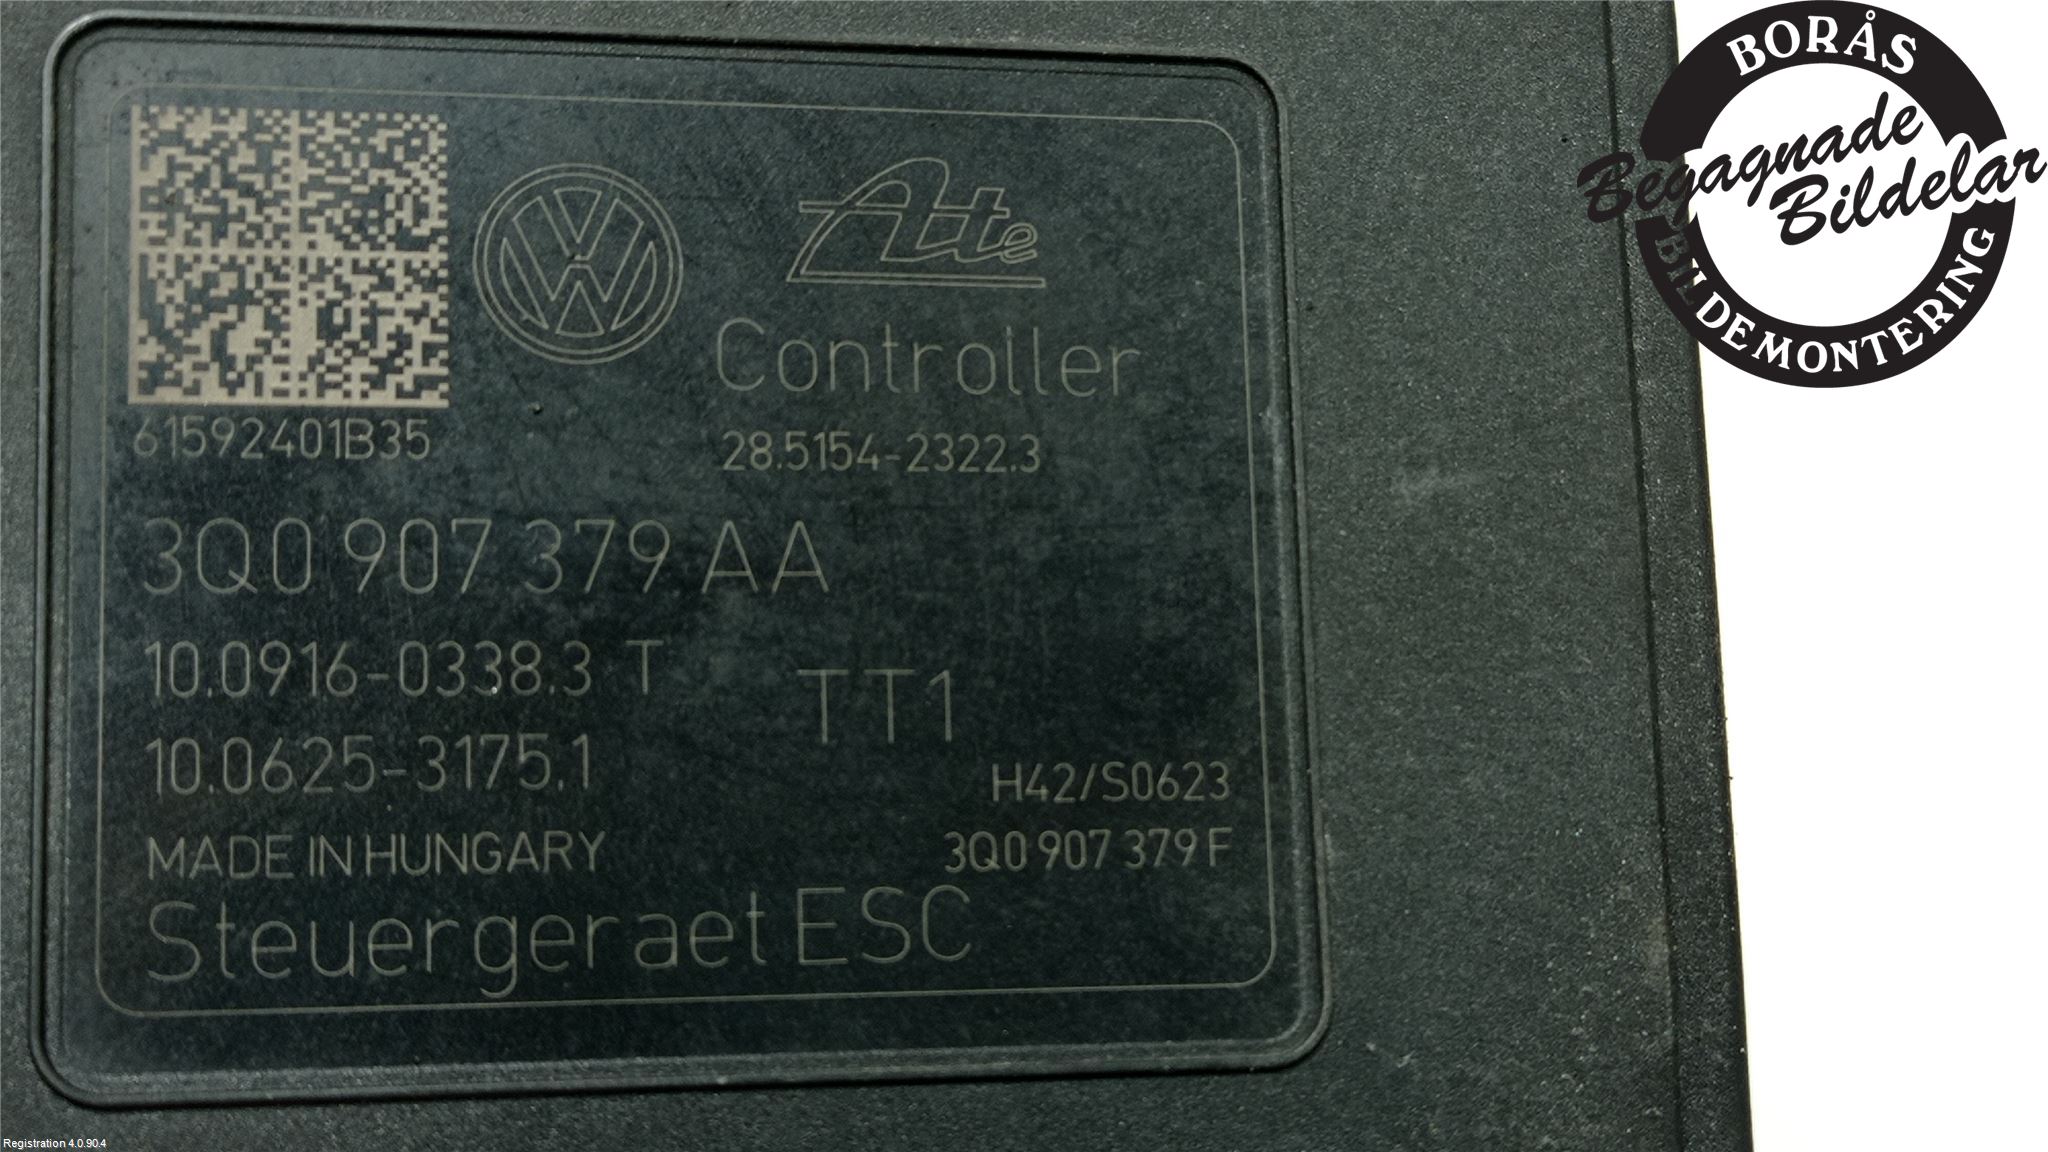 BORÅS
Begagnade
Bildelar
BILDEMONTERING
Ate
Controller
61592401B35
28.5154-2322.3
3Q0 907 379 AA
10.0916-0338.3 T
TT1
10.0625-3175.1
H42/S0623
MADE IN HUNGARY
3Q0 907 379 F
Steuergeraet ESC
Registration 4.0.90.4